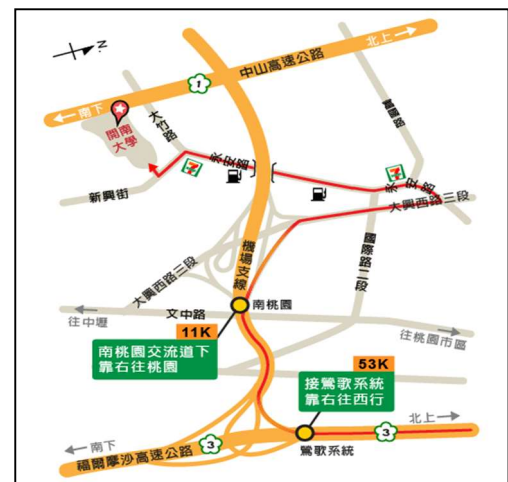 N
北上
中山高速公路
1
南下
開南
大學
大竹路
永安路
7
新興街
7
永安路
大興西路三段
國際路二段
機場支線
大興西路三段
文中路
南桃園
往中壢
往桃園市區
11K
南桃園交流道下
靠右往桃園
53K
接鶯歌系統
靠右往西行
北上
3
南下
3
福爾摩沙高速公路
鶯歌系統